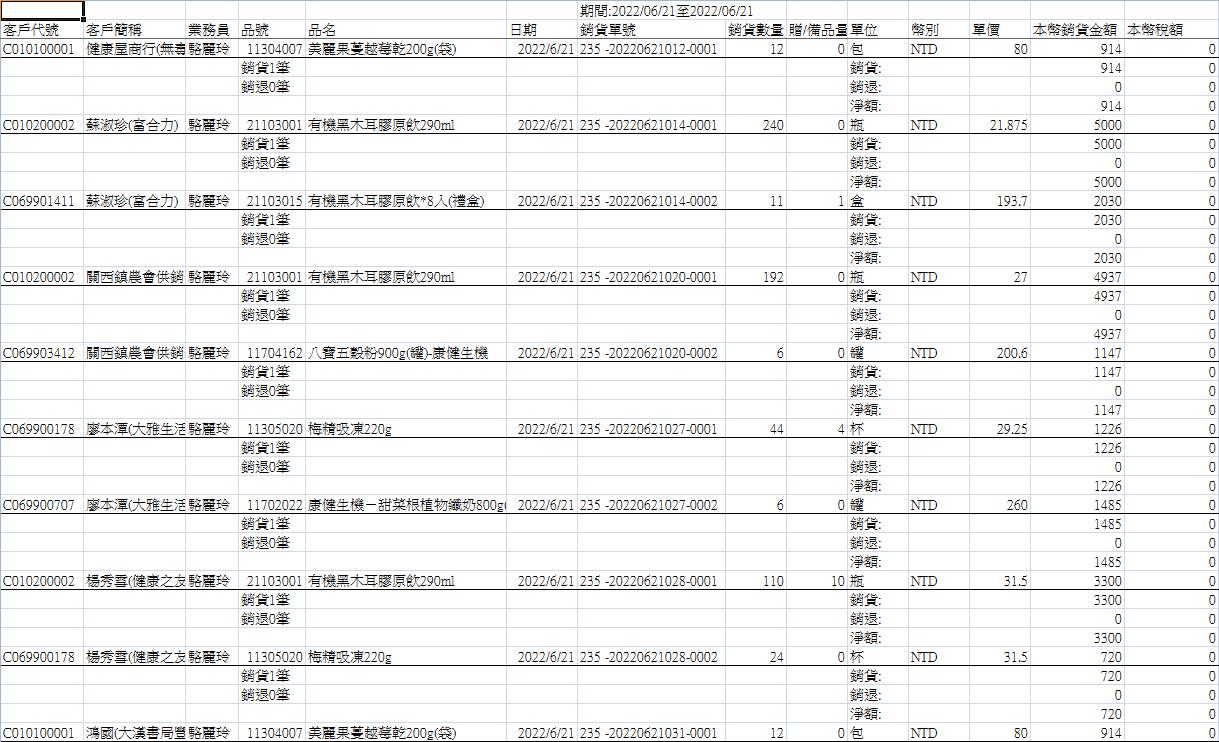 期間:2022/06/21至2022/06/21
客戶代號 客戶簡稱 業務員 品號 品名 日期 銷貨單號 銷貨數量 贈/備品量 單位 幣別 單價 本幣銷貨金額 本幣稅額
C010100001 健康屋商行(無毒 駱麗玲 11304007 美麗果蔓越莓乾200g(袋) 2022/6/21 235 -20220621012-0001 12 0 包 NTD 80 914 0
銷貨1筆 銷貨: 914 0
銷退0筆 銷退: 0 0
淨額: 914 0
C010200002 蘇淑珍(富合力) 駱麗玲 21103001 有機黑木耳膠原飲290ml 2022/6/21 235 -20220621014-0001 240 0 瓶 NTD 21.875 5000 0
銷貨1筆 銷貨: 5000 0
銷退0筆 銷退: 0 0
淨額: 5000 0
C069901411 蘇淑珍(富合力) 駱麗玲 21103015 有機黑木耳膠原飲*8入(禮盒) 2022/6/21 235 -20220621014-0002 11 1 盒 NTD 193.7 2030 0
銷貨1筆 銷貨: 2030 0
銷退0筆 銷退: 0 0
淨額: 2030 0
C010200002 關西鎮農會供銷 駱麗玲 21103001 有機黑木耳膠原飲290ml 2022/6/21 235 -20220621020-0001 192 0 瓶 NTD 27 4937 0
銷貨1筆 銷貨: 4937 0
銷退0筆 銷退: 0 0
淨額: 4937 0
C069903412 關西鎮農會供銷 駱麗玲 11704162 八寶五穀粉900g(罐)-康健生機 2022/6/21 235 -20220621020-0002 6 0 罐 NTD 200.6 1147 0
銷貨1筆 銷貨: 1147 0
銷退0筆 銷退: 0 0
淨額: 1147 0
C069900178 廖本潭(大雅生活 駱麗玲 11305020 梅精吸凍220g 2022/6/21 235 -20220621027-0001 44 4 杯 NTD 29.25 1226 0
銷貨1筆 銷貨: 1226 0
銷退0筆 銷退: 0 0
淨額: 1226 0
C069900707 廖本潭(大雅生活 駱麗玲 11702022 康健生機－甜菜根植物纖奶800g( 2022/6/21 235 -20220621027-0002 6 0 罐 NTD 260 1485 0
銷貨1筆 銷貨: 1485 0
銷退0筆 銷退: 0 0
淨額: 1485 0
C010200002 楊秀雪(健康之友 駱麗玲 21103001 有機黑木耳膠原飲290ml 2022/6/21 235 -20220621028-0001 110 10 瓶 NTD 31.5 3300 0
銷貨1筆 銷貨: 3300 0
銷退0筆 銷退: 0 0
淨額: 3300 0
C069900178 楊秀雪(健康之友 駱麗玲 11305020 梅精吸凍220g 2022/6/21 235 -20220621028-0002 24 0 杯 NTD 31.5 720 0
銷貨1筆 銷貨: 720 0
銷退0筆 銷退: 0 0
淨額: 720 0
C010100001 鴻國(大漢書局豐 駱麗玲 11304007 美麗果蔓越莓乾200g(袋) 2022/6/21 235 -20220621031-0001 12 0 包 NTD 80 914 0